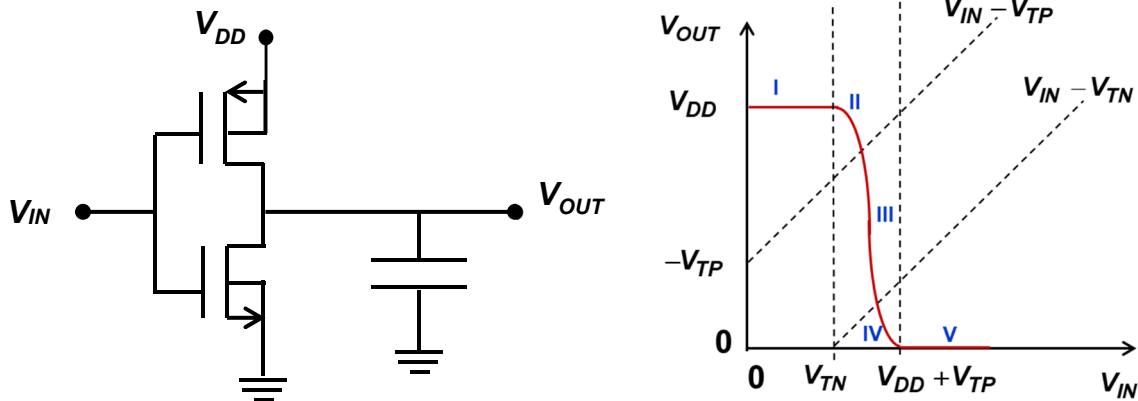 V_DD
V_IN
V_OUT
V_OUT
V_IN – V_TP
V_IN – V_TN
I
II
V_DD
III
–V_TP
IV
V
0
0
V_TN
V_DD + V_TP
V_IN